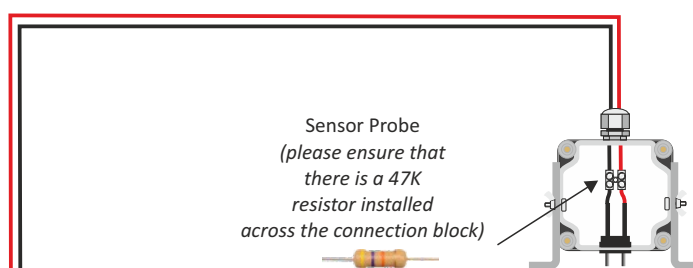 Sensor Probe
(please ensure that
there is a 47K
resistor installed
across the connection block)